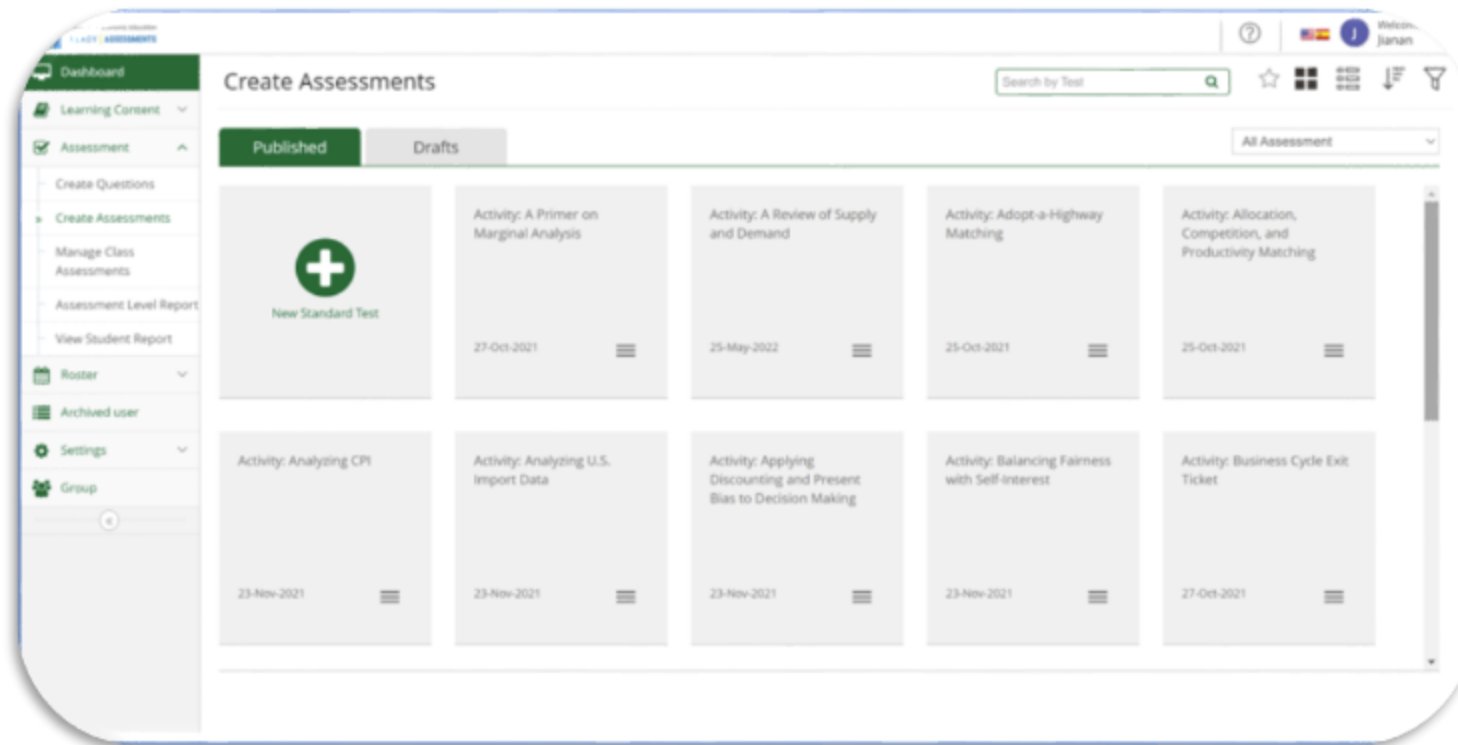 ASSESSMENTS
Welcome
Jianan
J
Dashboard
Learning Content
Assessment
Create Questions
Create Assessments
Manage Class
Assessments
Assessment Level Report
View Student Report
Roster
Archived user
Settings
Group
Create Assessments
Search by Test
Published
Drafts
All Assessment
New Standard Test
Activity: A Primer on
Marginal Analysis
27-Oct-2021
Activity: A Review of Supply
and Demand
25-May-2022
Activity: Adopt-a-Highway
Matching
25-Oct-2021
Activity: Allocation,
Competition, and
Productivity Matching
25-Oct-2021
Activity: Analyzing CPI
23-Nov-2021
Activity: Analyzing U.S.
Import Data
23-Nov-2021
Activity: Applying
Discounting and Present
Bias to Decision Making
23-Nov-2021
Activity: Balancing Fairness
with Self-Interest
23-Nov-2021
Activity: Business Cycle Exit
Ticket
27-Oct-2021